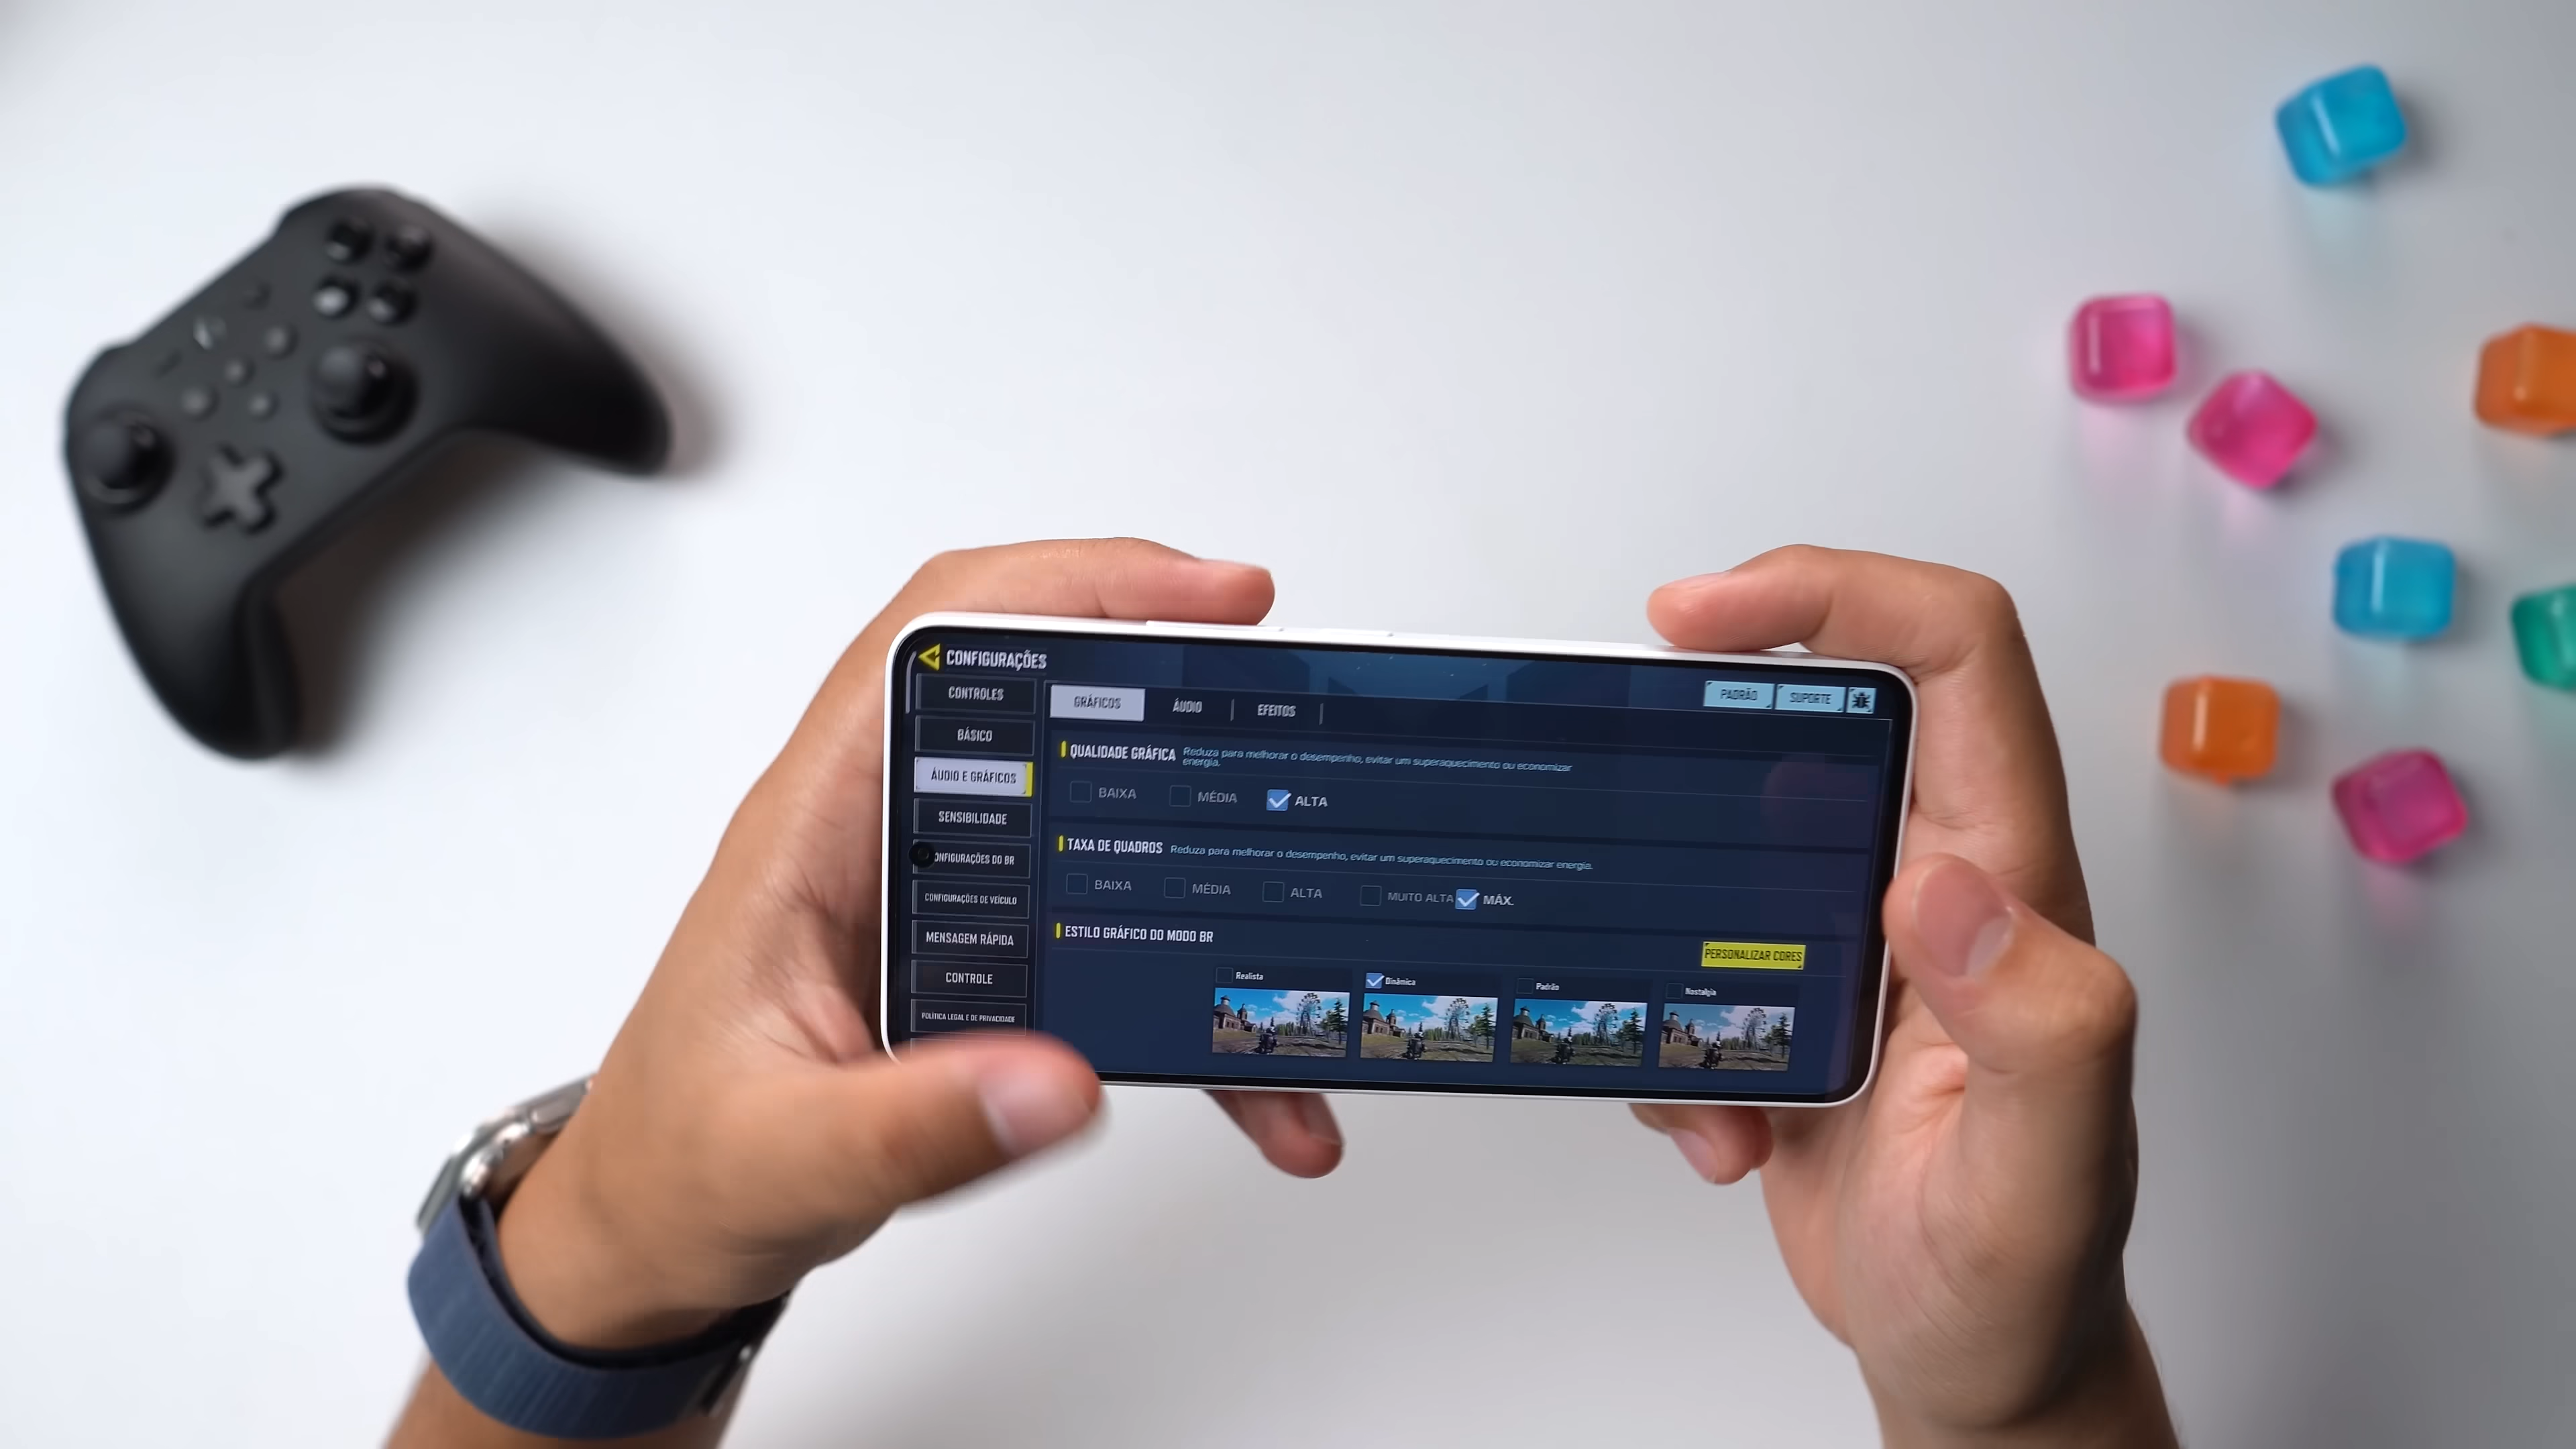 CONFIGURAÇÕES
CONTROLES
BÁSICO
ÁUDIO E GRÁFICOS
SENSIBILIDADE
ONFIGURAÇÕES DO BR
CONFIGURAÇÕES DE VEÍCULO
MENSAGEM RÁPIDA
CONTROLE
POLÍTICA LEGAL E DE PRIVACIDADE
GRÁFICOS
ÁUDIO
EFEITOS
PADRÃO
SUPORTE
QUALIDADE GRÁFICA Reduza para melhorar o desempenho, evitar um superaquecimento ou economizar
energia.
BAIXA MÉDIA ALTA
TAXA DE QUADROS Reduza para melhorar o desempenho, evitar um superaquecimento ou economizar energia.
BAIXA MÉDIA ALTA MUITO ALTA MÁX.
ESTILO GRÁFICO DO MODO BR
PERSONALIZAR CORES
Realista Dinâmica Padrão Nostalgia